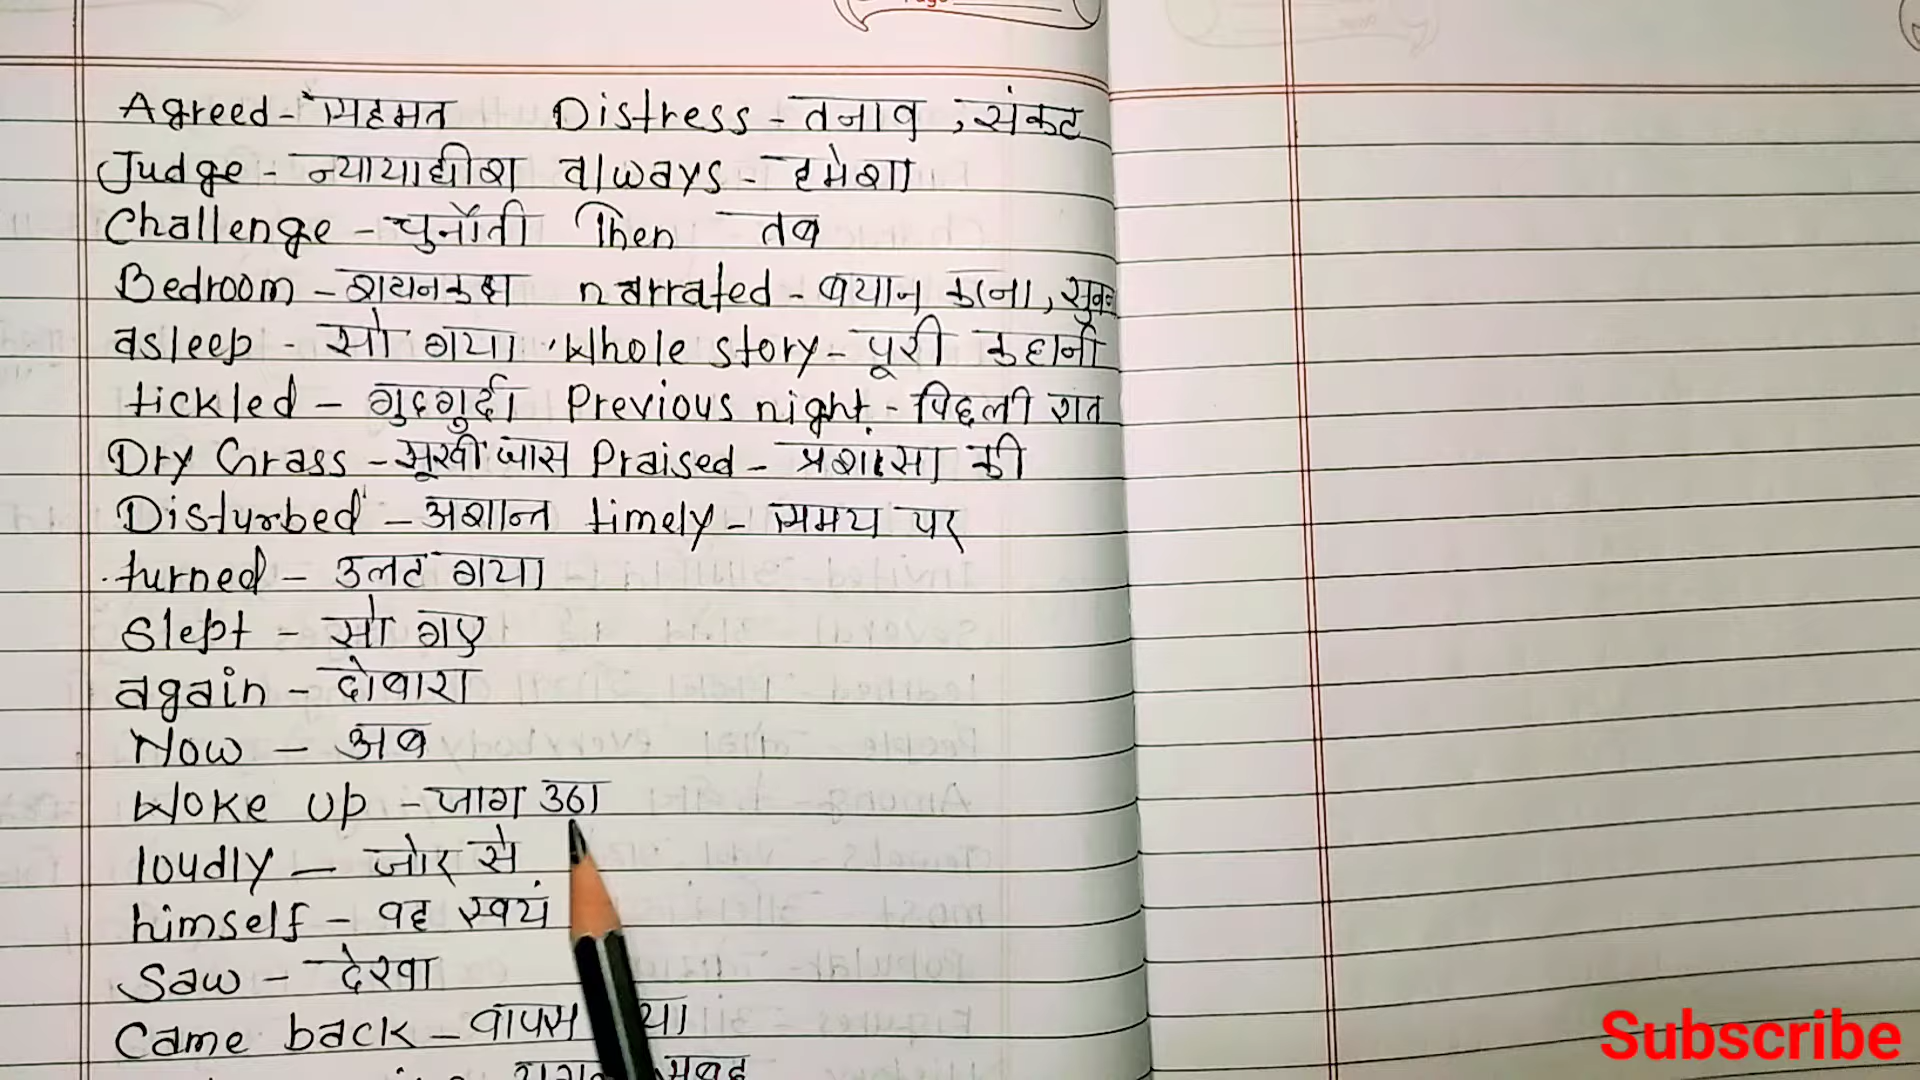 Agreed - सहमत Distress - तनाव, संकट
Judge - न्यायाधीश always - हमेशा
Challenge - चुनौती Then तब
Bedroom - शयनकक्ष narrated - बयान करना,
asleep - सो गया Whole story - पूरी कहानी
tickled - गुदगुदी Previous night - पिछली रात
Dry Grass - सूखी घास Praised - प्रशंसा की
Disturbed - अशान्त timely - समय पर
turned - उलट गया
Slept - सो गए
again - दोबारा
Now - अब
Woke up - जाग उठा
loudly - जोर से
himself - वह स्वयं
Saw - देखा
Came back - वापस
Subscribe